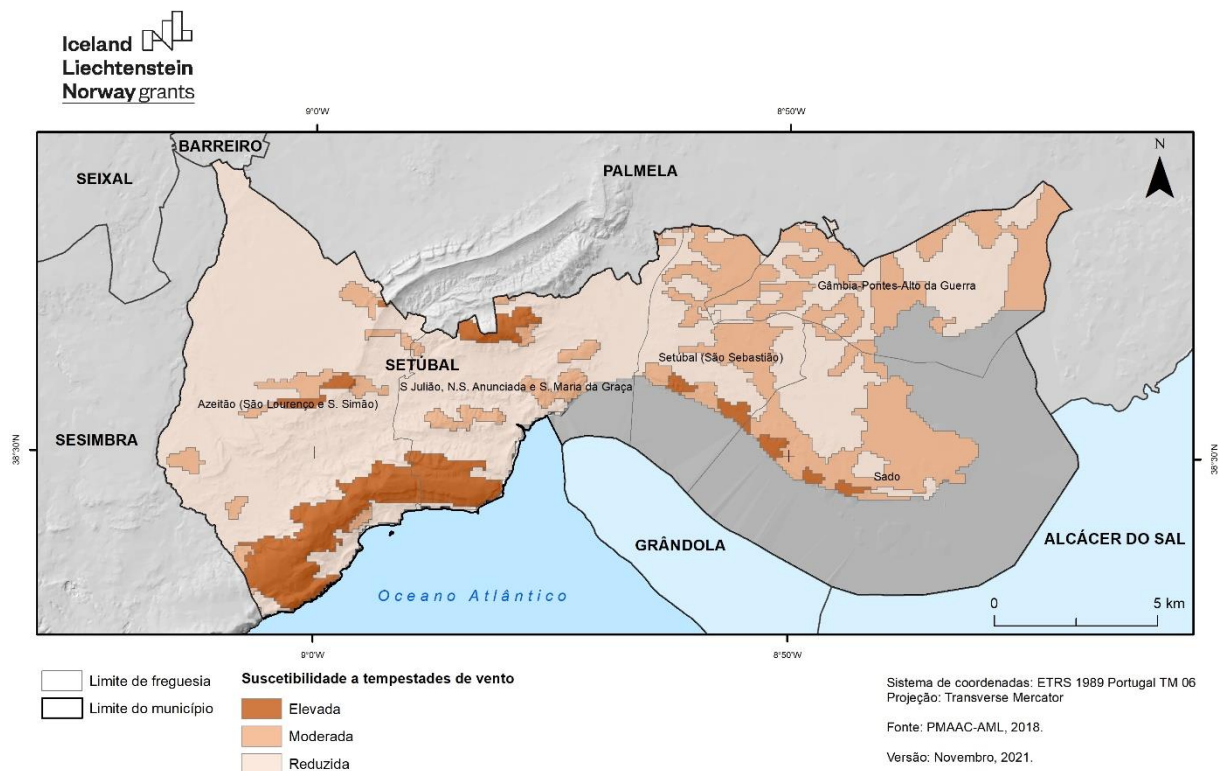 Iceland
Liechtenstein
Norway grants
9°0'W
8°50'W
BARREIRO
SEIXAL
PALMELA
N
Gâmbia-Pontes-Alto da Guerra
SETÚBAL
Setúbal (São Sebastião)
S Julião, N.S. Anunciada e S. Maria da Graça
Azeitão (São Lourenço e S. Simão)
SESIMBRA
38°30'N
38°30'N
Sado
GRÂNDOLA
ALCÁCER DO SAL
Oceano Atlântico
0 5 km
9°0'W
8°50'W
Limite de freguesia
Limite do município
Suscetibilidade a tempestades de vento
Elevada
Moderada
Reduzida
Sistema de coordenadas: ETRS 1989 Portugal TM 06
Projeção: Transverse Mercator
Fonte: PMAAC-AML, 2018.
Versão: Novembro, 2021.